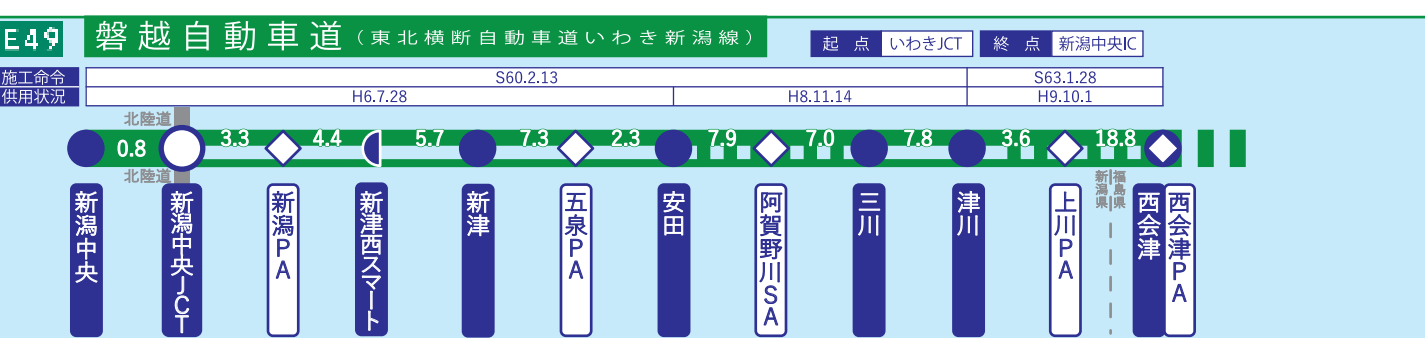 E49 磐越自動車道(東北横断自動車道いわき新潟線) 起点 いわきJCT 終点 新潟中央IC
施工命令 S60.2.13 S63.1.28
供用状況 H6.7.28 H8.11.14 H9.10.1
北陸道
0.8 3.3 4.4 5.7 7.3 2.3 7.9 7.0 7.8 3.6 18.8
北陸道
新潟県 福島県
新潟中央
新潟中央JCT
新潟PA
新津西スマート
新津
五泉PA
安田
阿賀野川SA
三川
津川
上川PA
西会津
西会津PA